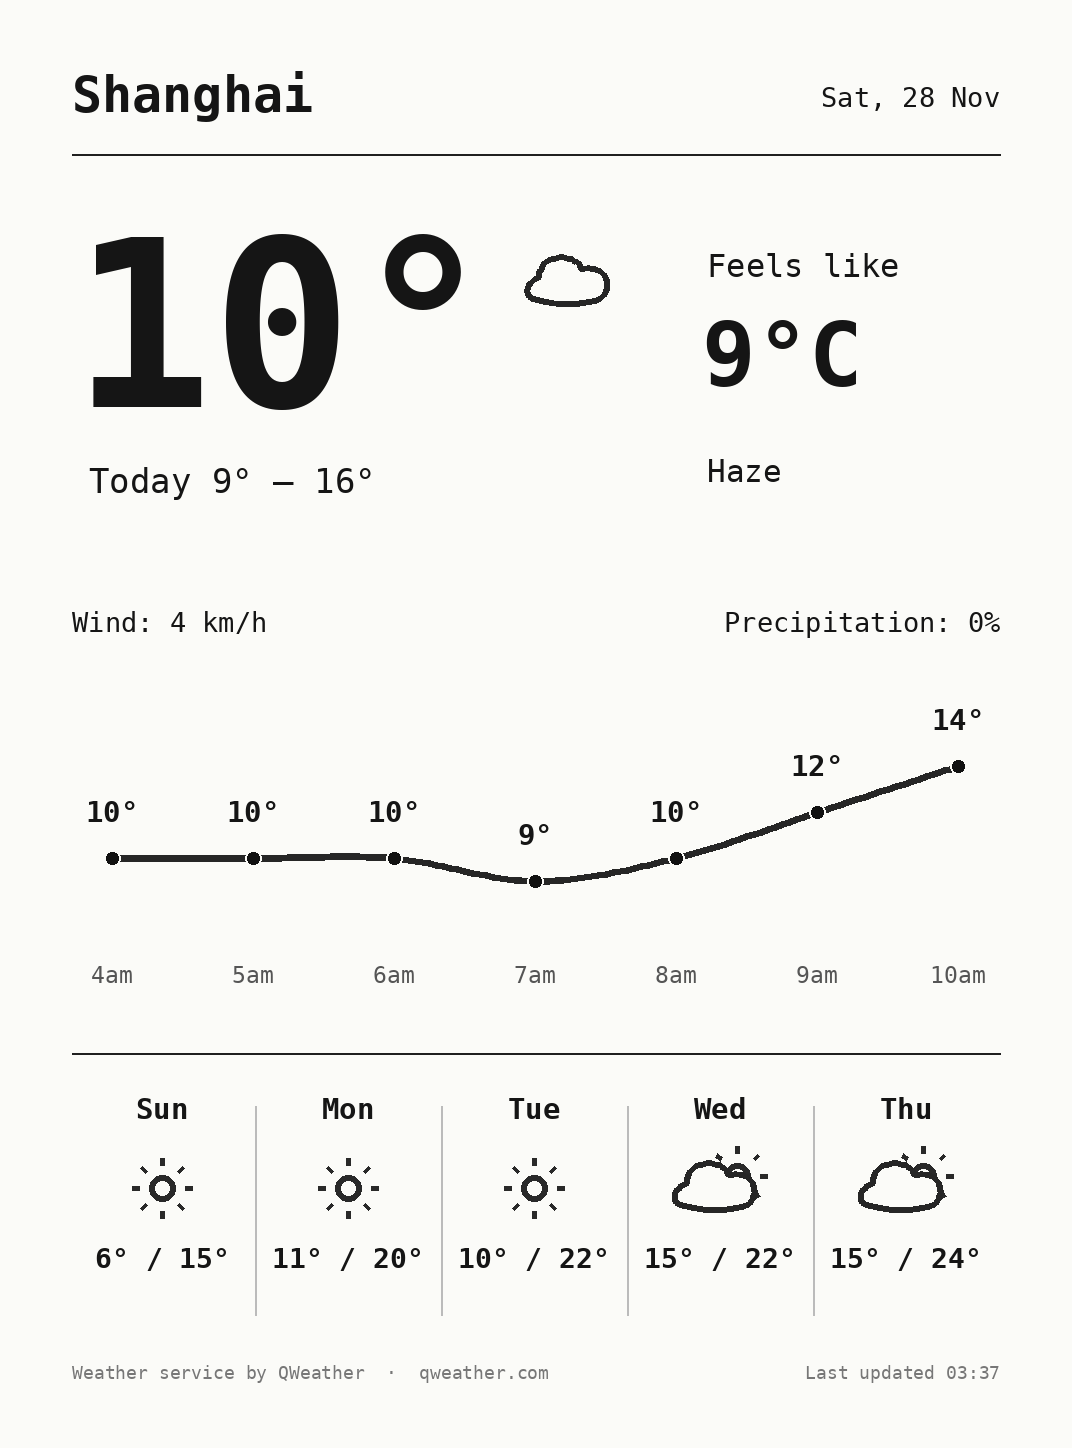 Shanghai
Sat, 28 Nov
10°
Feels like
9°C
Today 9° – 16°
Haze
Wind: 4 km/h
Precipitation: 0%
10° 10° 10° 9° 10° 12° 14°
4am 5am 6am 7am 8am 9am 10am
Sun Mon Tue Wed Thu
6° / 15° 11° / 20° 10° / 22° 15° / 22° 15° / 24°
Weather service by QWeather · qweather.com
Last updated 03:37